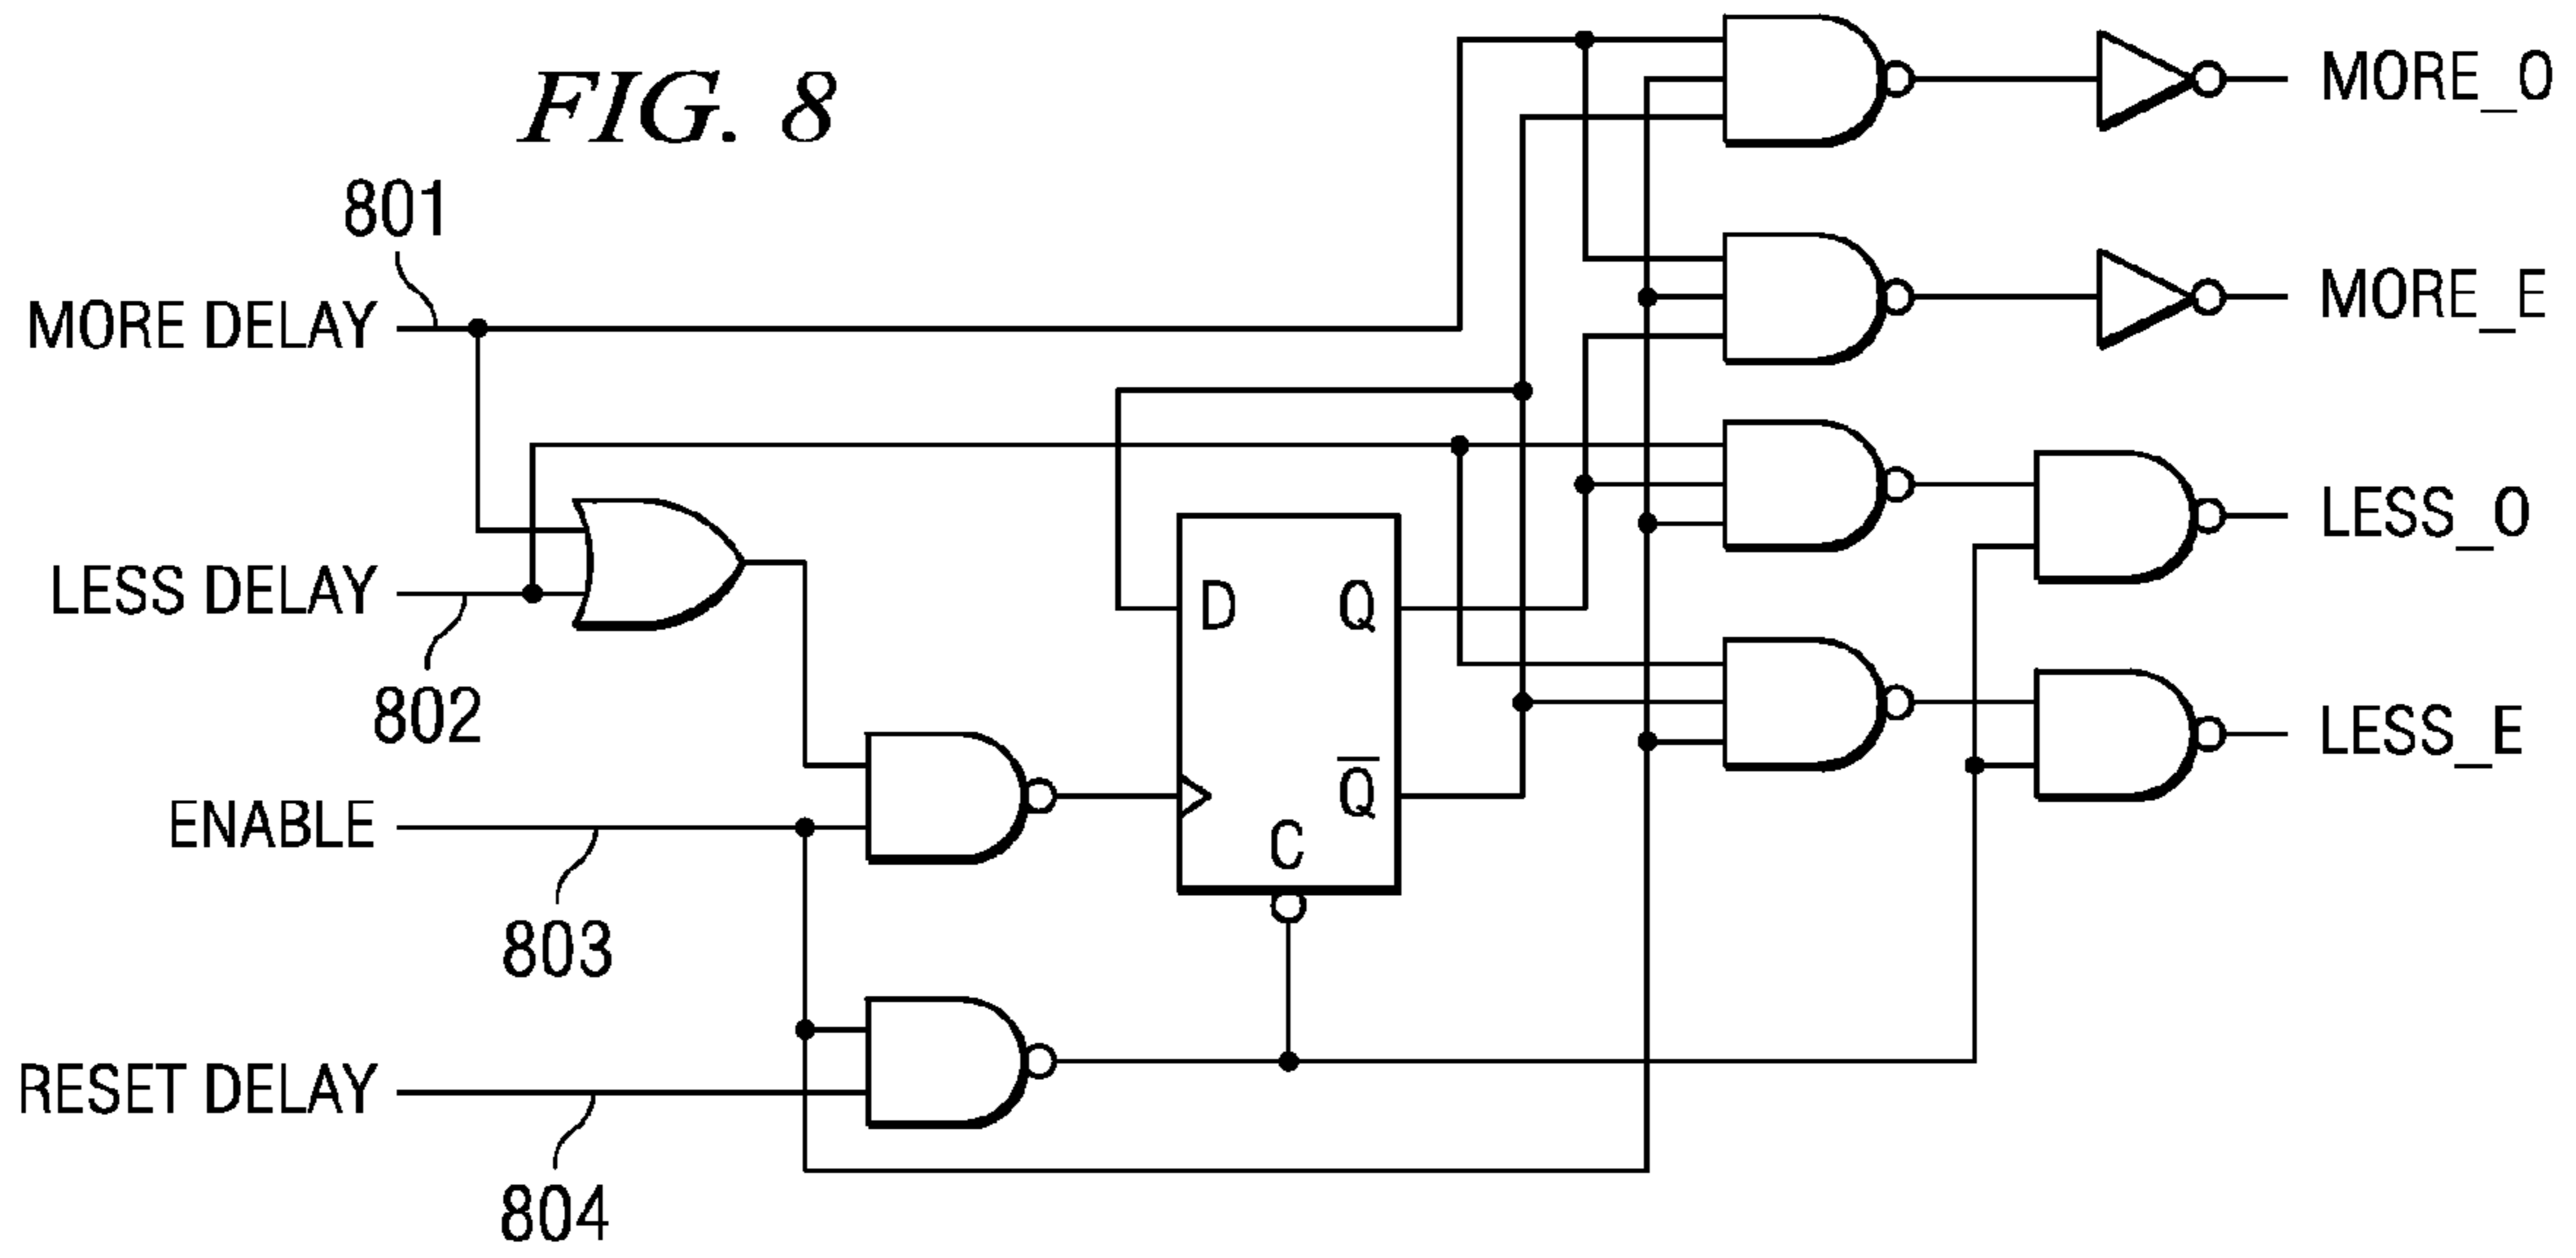 FIG. 8
801
MORE DELAY
LESS DELAY
802
ENABLE
803
RESET DELAY
804
D Q
Q̅
C
MORE_O
MORE_E
LESS_O
LESS_E